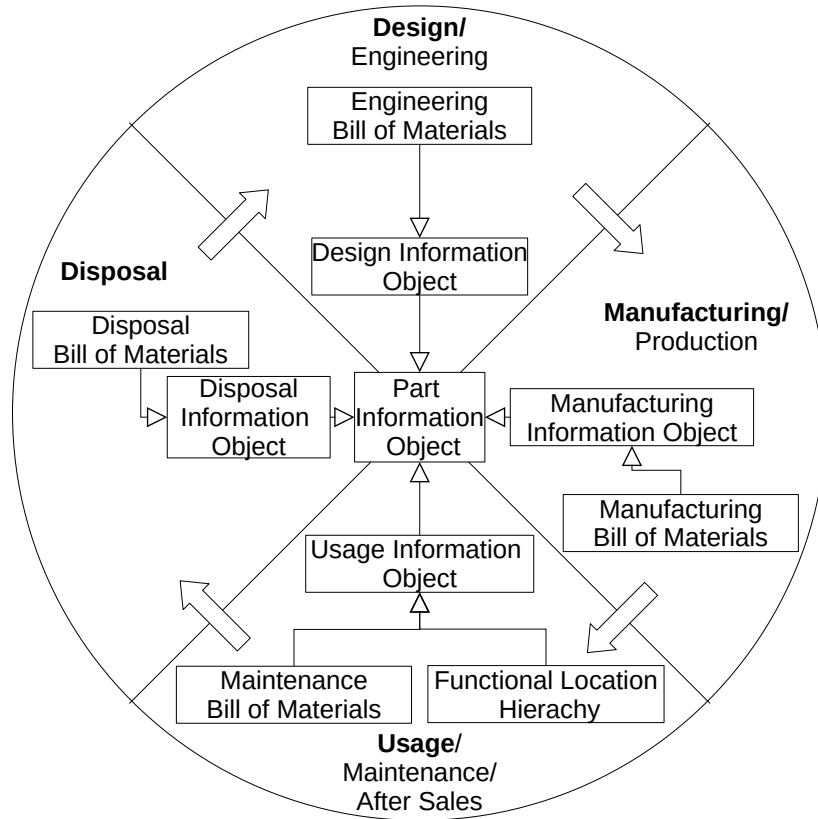 Design/
Engineering
Engineering
Bill of Materials
Design Information
Object
Disposal
Disposal
Bill of Materials
Disposal
Information
Object
Part
Information
Object
Manufacturing/
Production
Manufacturing
Information Object
Manufacturing
Bill of Materials
Usage Information
Object
Maintenance
Bill of Materials
Functional Location
Hierachy
Usage/
Maintenance/
After Sales